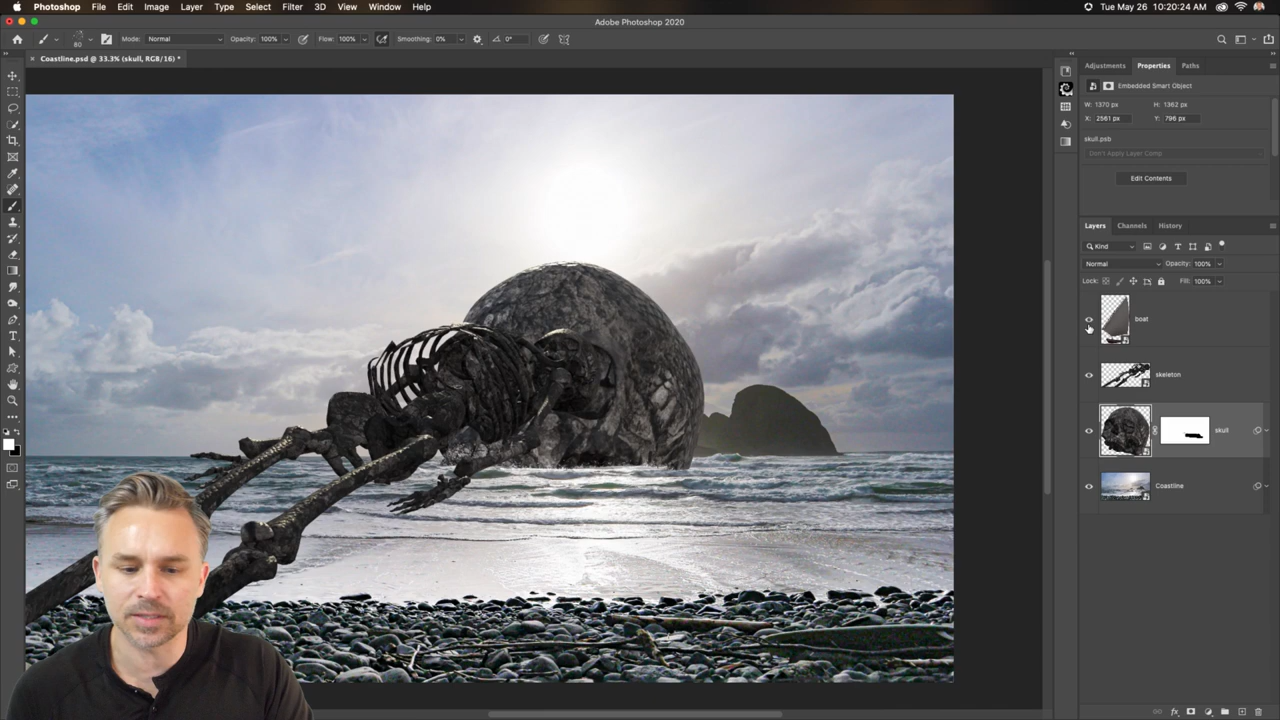 Photoshop File Edit Image Layer Type Select Filter 3D View Window Help
Tue May 26 10:20:24 AM
Adobe Photoshop 2020
80 Mode: Normal Opacity: 100% Flow: 100% Smoothing: 0% 0°
Coastline.psd @ 33.3% (skull, RGB/16) *
Adjustments Properties Paths
Embedded Smart Object
W: 1370 px H: 1362 px
X: 2561 px Y: 796 px
skull.psb
Don't Apply Layer Comp
Edit Contents
Layers Channels History
Kind
Normal Opacity: 100%
Lock: Fill: 100%
boat
skeleton
skull
Coastline
fx